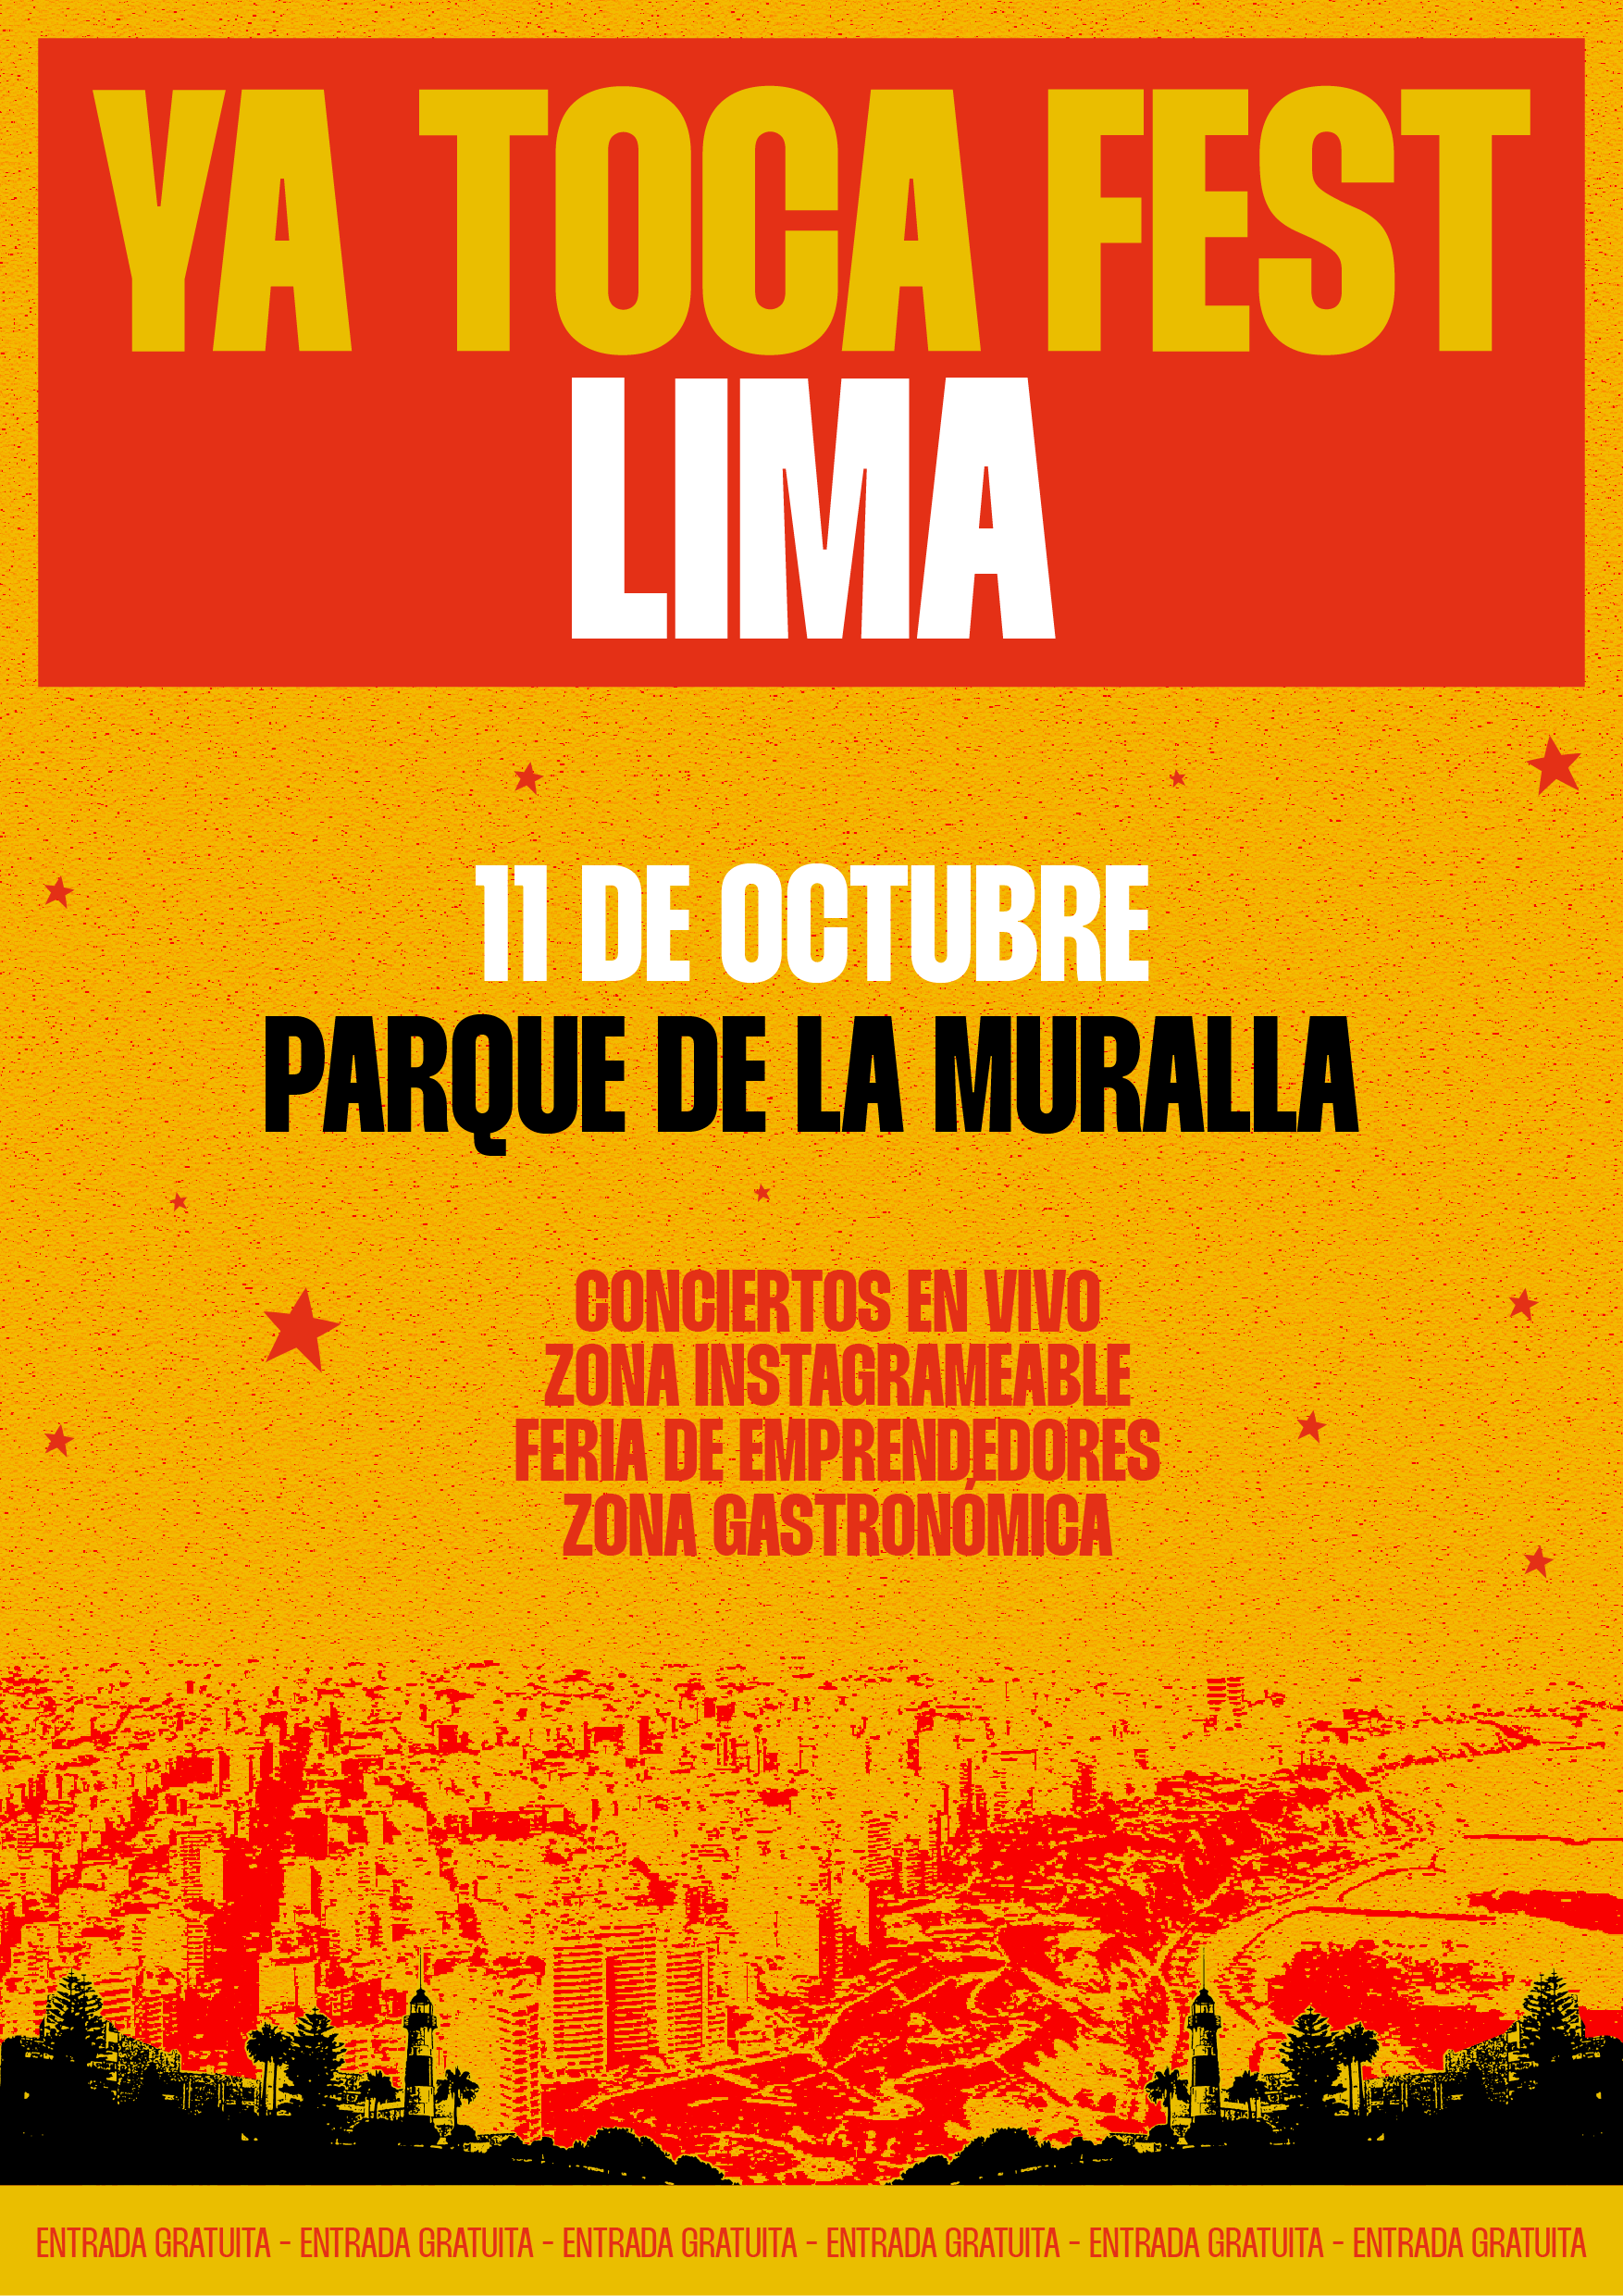 YA TOCA FEST
LIMA
11 DE OCTUBRE
PARQUE DE LA MURALLA
CONCIERTOS EN VIVO
ZONA INSTAGRAMEABLE
FERIA DE EMPRENDEDORES
ZONA GASTRONÓMICA
ENTRADA GRATUITA - ENTRADA GRATUITA - ENTRADA GRATUITA - ENTRADA GRATUITA - ENTRADA GRATUITA - ENTRADA GRATUITA